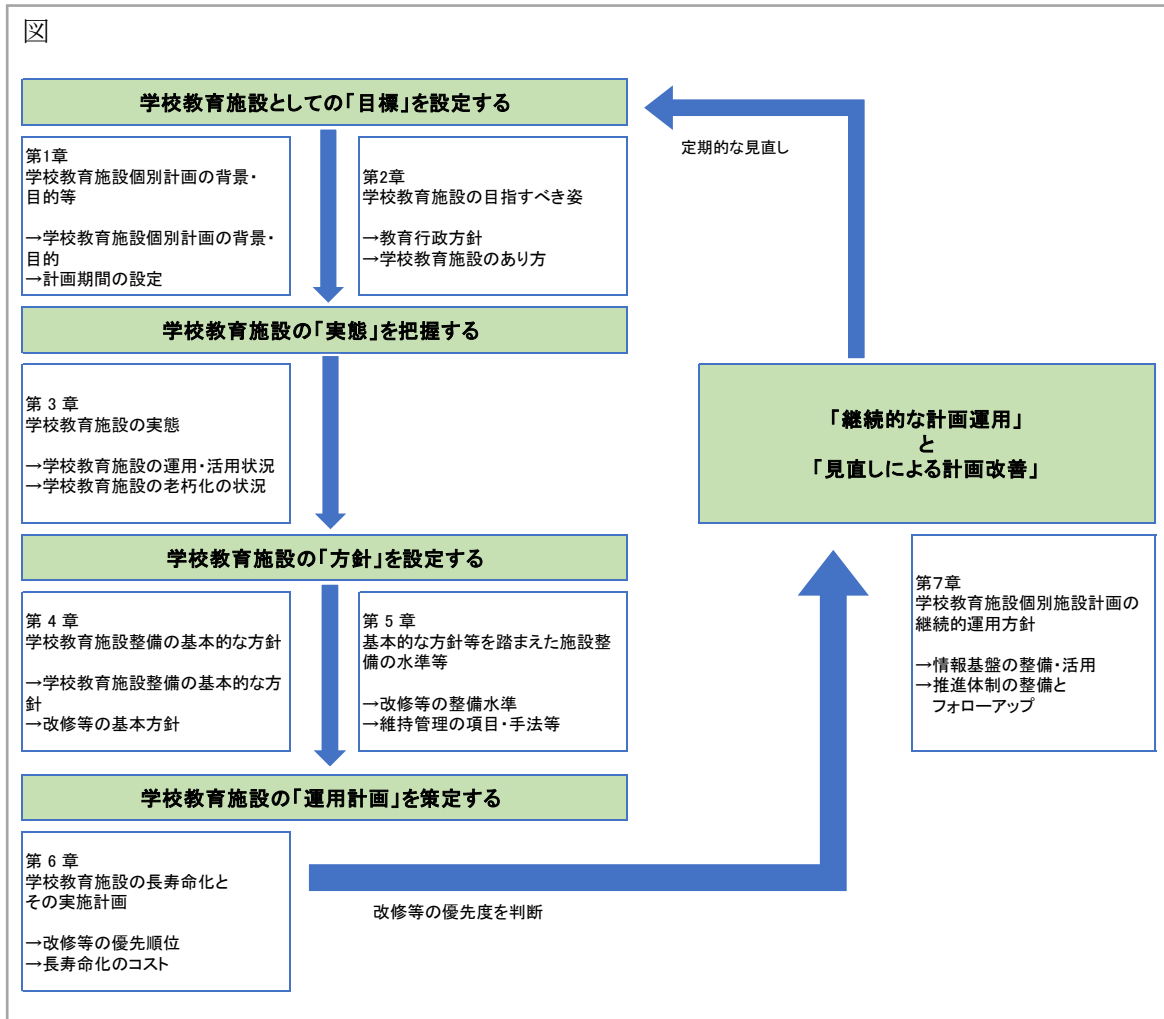 図
学校教育施設としての「目標」を設定する
第1章
学校教育施設個別計画の背景・
目的等
→学校教育施設個別計画の背景・
目的
→計画期間の設定
第2章
学校教育施設の目指すべき姿
→教育行政方針
→学校教育施設のあり方
学校教育施設の「実態」を把握する
第 3 章
学校教育施設の実態
→学校教育施設の運用・活用状況
→学校教育施設の老朽化の状況
学校教育施設の「方針」を設定する
第 4 章
学校教育施設整備の基本的な方針
→学校教育施設整備の基本的な方
針
→改修等の基本方針
第 5 章
基本的な方針等を踏まえた施設整
備の水準等
→改修等の整備水準
→維持管理の項目・手法等
学校教育施設の「運用計画」を策定する
第 6 章
学校教育施設の長寿命化と
その実施計画
→改修等の優先順位
→長寿命化のコスト
改修等の優先度を判断
「継続的な計画運用」
と
「見直しによる計画改善」
第7章
学校教育施設個別施設計画の
継続的運用方針
→情報基盤の整備・活用
→推進体制の整備と
フォローアップ
定期的な見直し